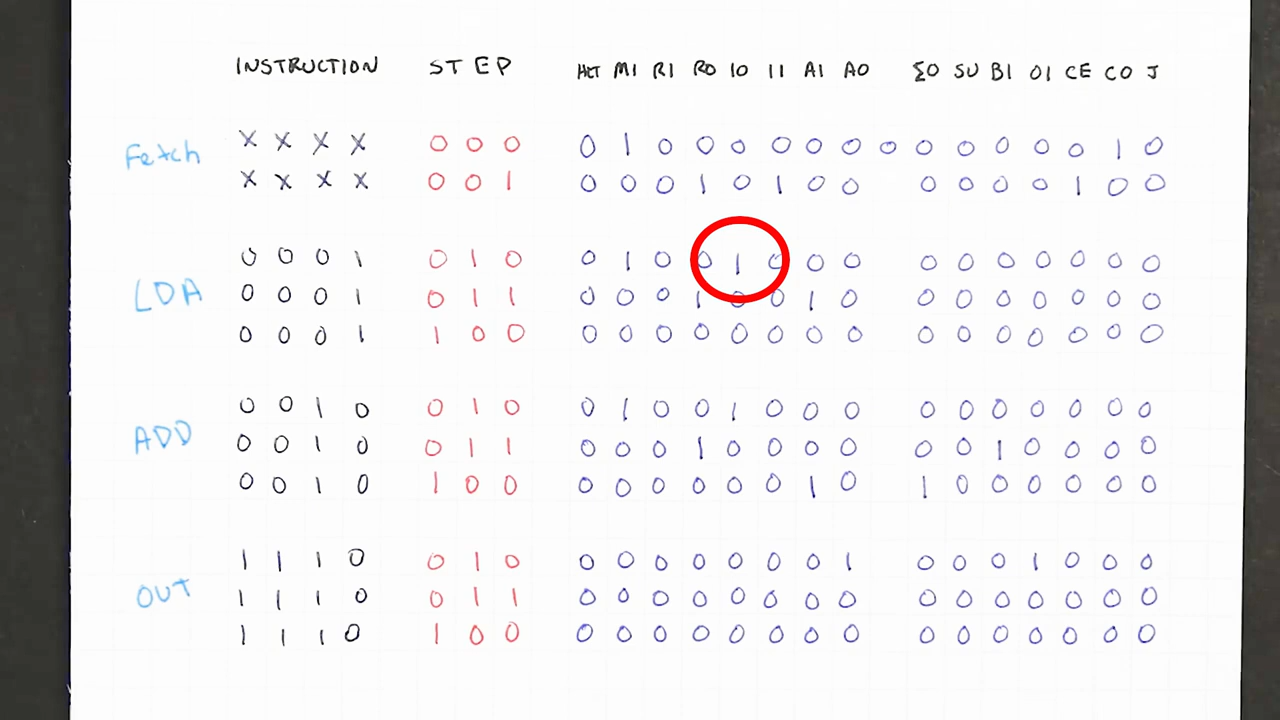 INSTRUCTION STEP HLT MI RI RO IO II AI AO ΣO SU BI OI CE CO J
Fetch X X X X 0 0 0 0 1 0 0 0 0 0 0 0 0 0 0 0 0 1 0
X X X X 0 0 1 0 0 0 1 0 1 0 0 0 0 0 0 1 0 0
LDA 0 0 0 1 0 1 0 0 1 0 0 1 0 0 0 0 0 0 0 0 0 0
0 0 0 1 0 1 1 0 0 0 1 0 0 1 0 0 0 0 0 0 0 0
0 0 0 1 1 0 0 0 0 0 0 0 0 0 0 0 0 0 0 0 0 0
ADD 0 0 1 0 0 1 0 0 1 0 0 1 0 0 0 0 0 0 0 0 0 0
0 0 1 0 0 1 1 0 0 0 1 0 0 0 0 0 0 1 0 0 0 0
0 0 1 0 1 0 0 0 0 0 0 0 0 1 0 1 0 0 0 0 0 0
OUT 1 1 1 0 0 1 0 0 0 0 0 0 0 0 1 0 0 0 1 0 0 0
1 1 1 0 0 1 1 0 0 0 0 0 0 0 0 0 0 0 0 0 0 0
1 1 1 0 1 0 0 0 0 0 0 0 0 0 0 0 0 0 0 0 0 0